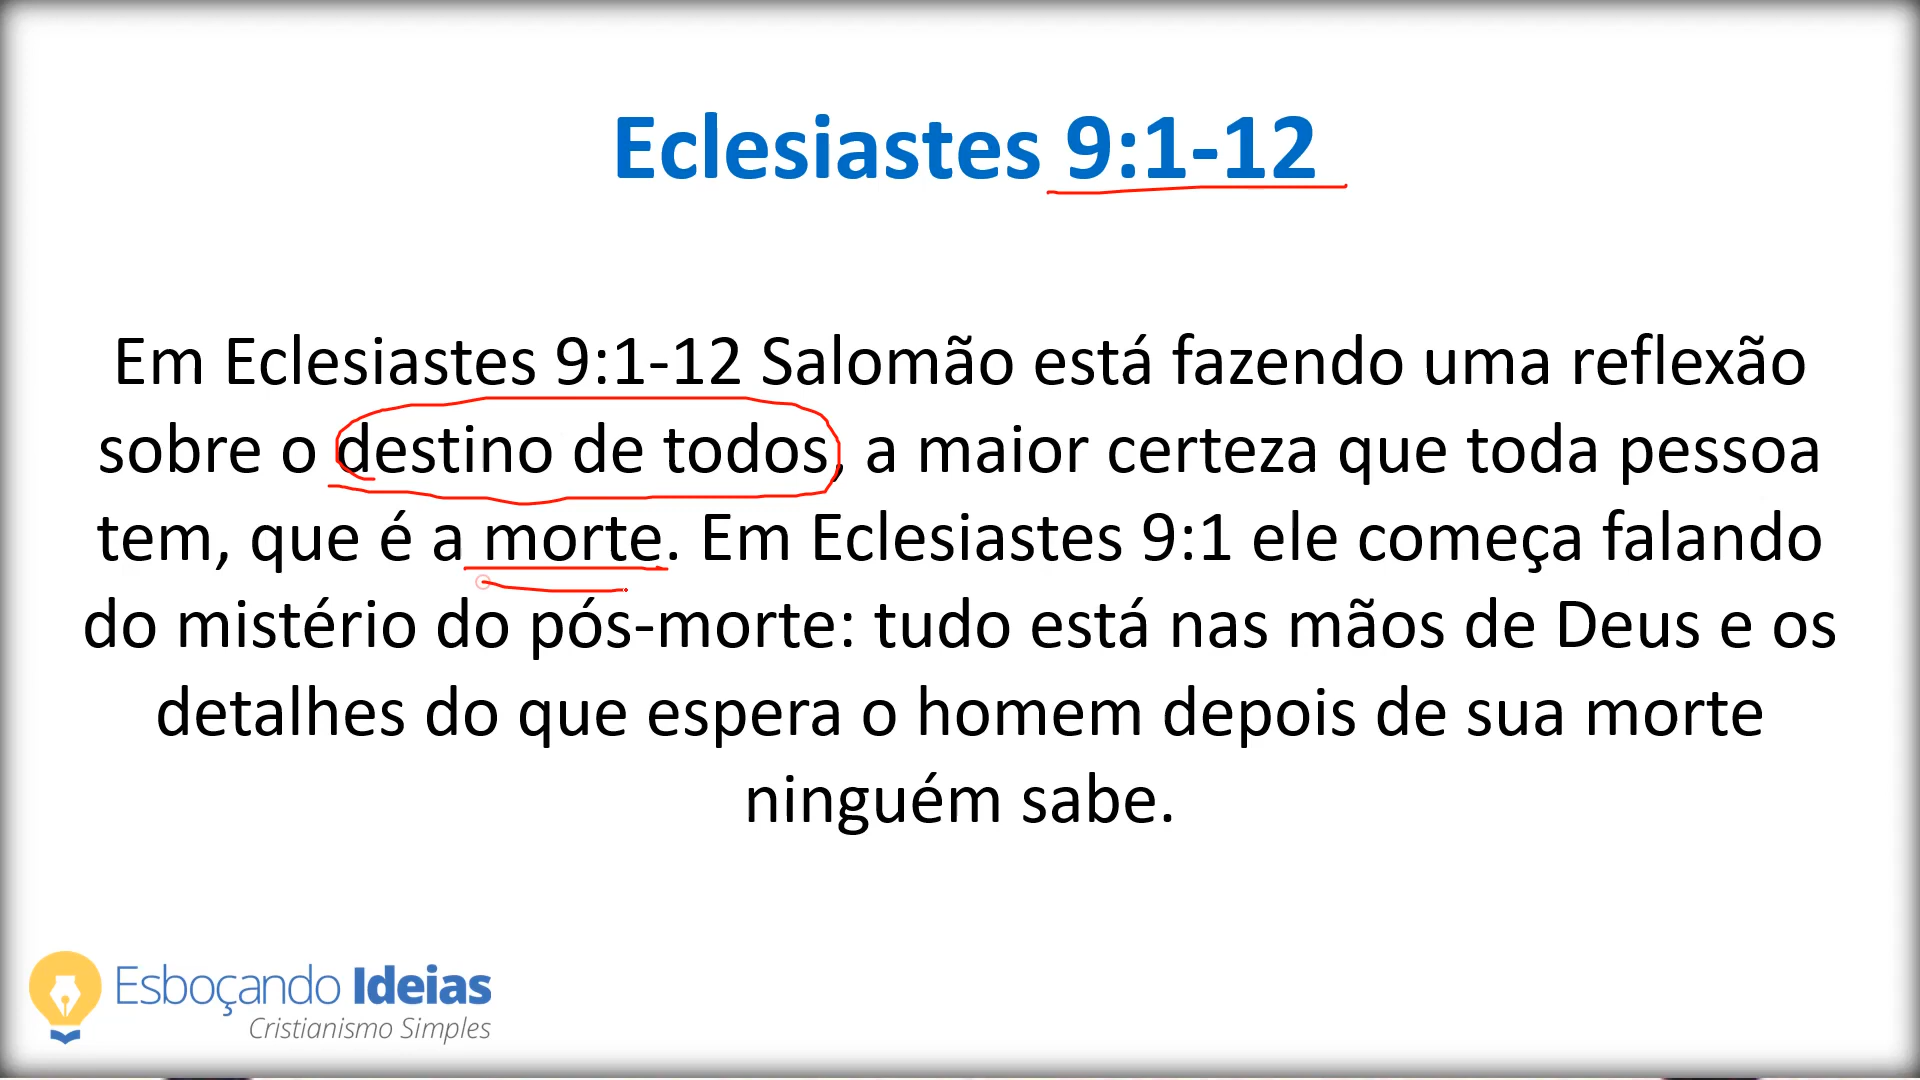 Eclesiastes 9:1-12
Em Eclesiastes 9:1-12 Salomão está fazendo uma reflexão
sobre o destino de todos, a maior certeza que toda pessoa
tem, que é a morte. Em Eclesiastes 9:1 ele começa falando
do mistério do pós-morte: tudo está nas mãos de Deus e os
detalhes do que espera o homem depois de sua morte
ninguém sabe.
Esboçando Ideias
Cristianismo Simples